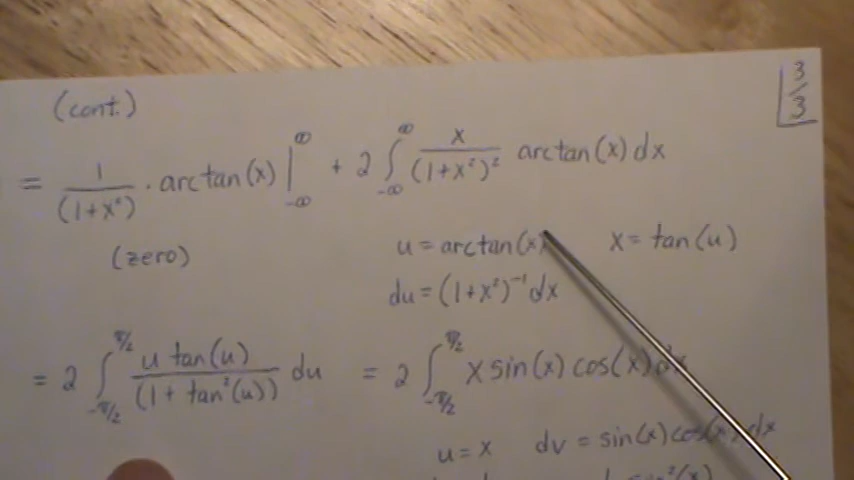 (cont.)
3/3
= 1/(1+x²) · arctan(x) |_{-∞}^{∞} + 2 ∫_{-∞}^{∞} x/(1+x²)² arctan(x) dx
(zero)
u = arctan(x) x = tan(u)
du = (1+x²)⁻¹ dx
= 2 ∫_{-π/2}^{π/2} u tan(u)/(1 + tan²(u)) du = 2 ∫_{-π/2}^{π/2} x sin(x) cos(x) dx
u = x dv = sin(x) cos(x) dx
sin²(x)